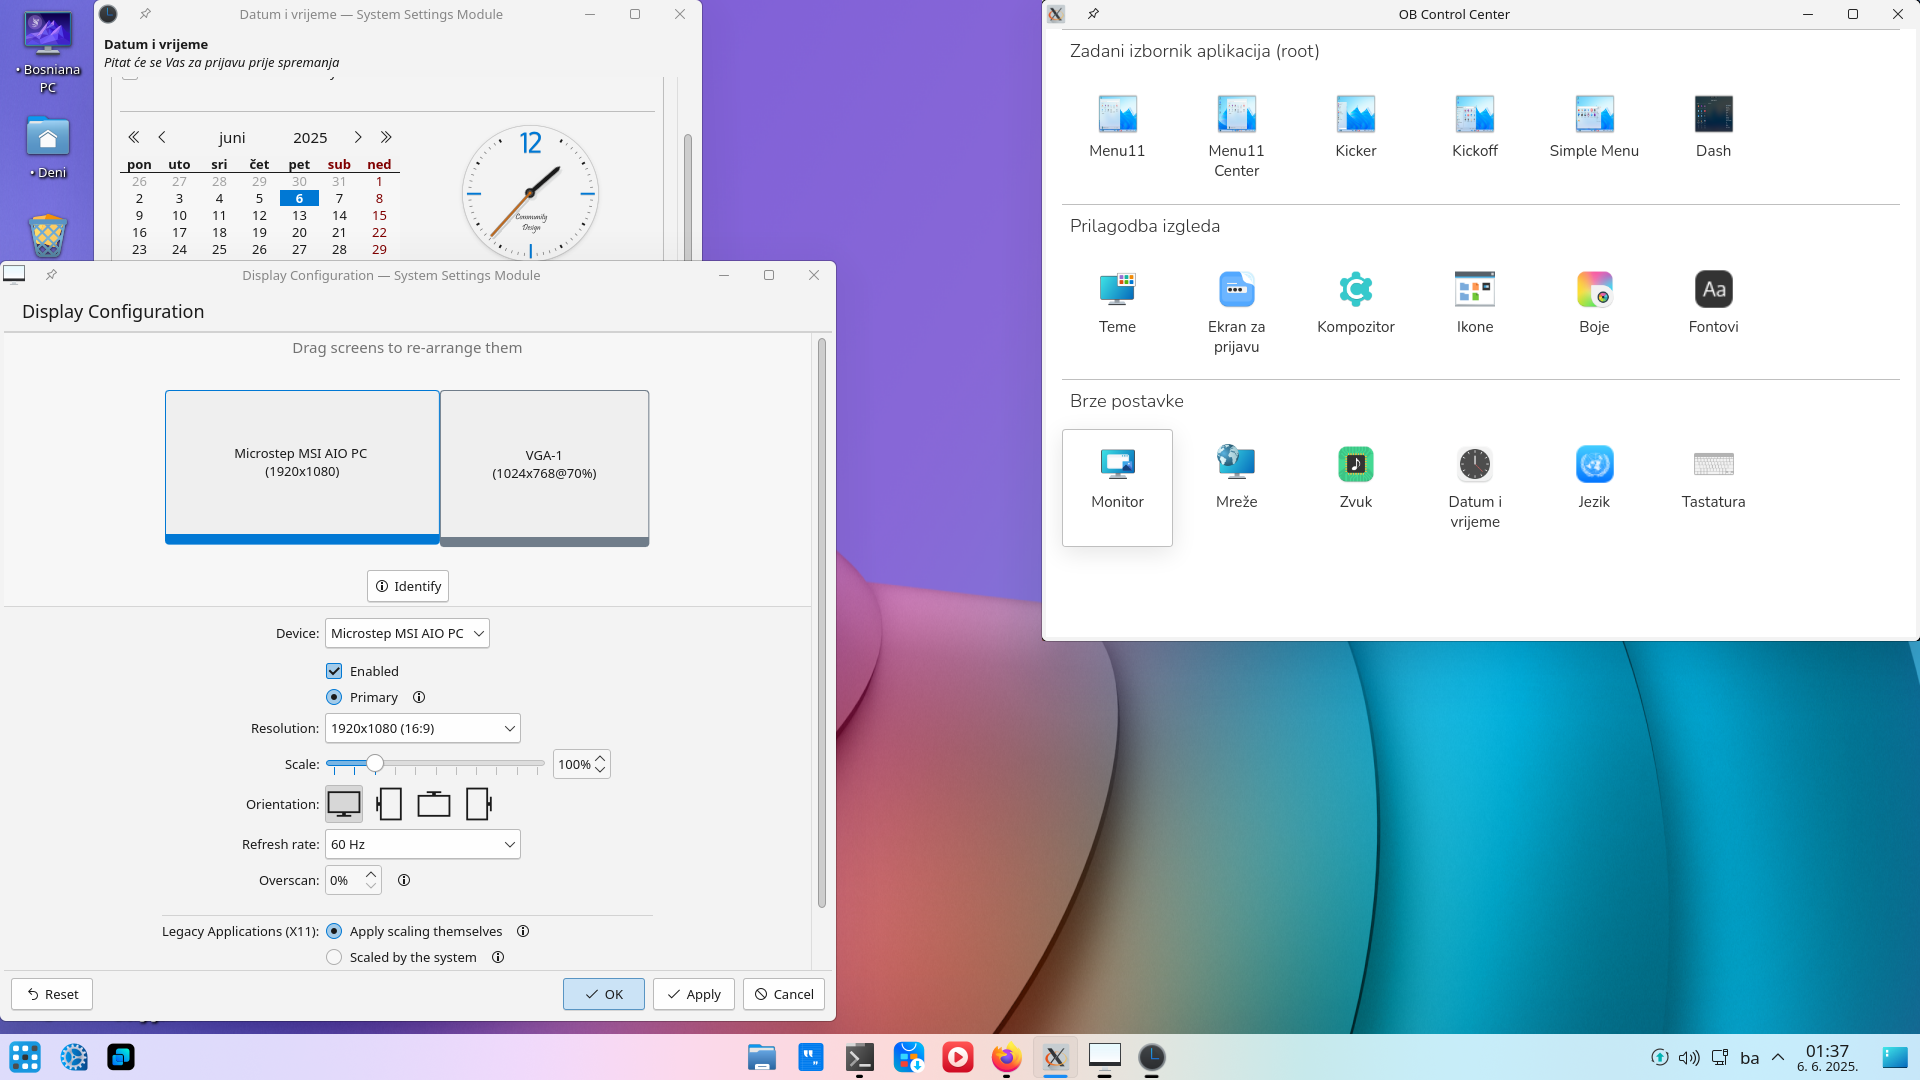 • Bosniana
PC
• Deni
Datum i vrijeme — System Settings Module
Datum i vrijeme
Pitat će se Vas za prijavu prije spremanja
juni 2025
pon uto sri čet pet sub ned
26 27 28 29 30 31 1
2 3 4 5 6 7 8
9 10 11 12 13 14 15
16 17 18 19 20 21 22
23 24 25 26 27 28 29
12
Community
Design
Display Configuration — System Settings Module
Display Configuration
Drag screens to re-arrange them
Microstep MSI AIO PC
(1920x1080)
VGA-1
(1024x768@70%)
Identify
Device: Microstep MSI AIO PC
Enabled
Primary
Resolution: 1920x1080 (16:9)
Scale: 100%
Orientation:
Refresh rate: 60 Hz
Overscan: 0%
Legacy Applications (X11): Apply scaling themselves
Scaled by the system
Reset OK Apply Cancel
OB Control Center
Zadani izbornik aplikacija (root)
Menu11
Menu11
Center
Kicker
Kickoff
Simple Menu
Dash
Prilagodba izgleda
Teme
Ekran za
prijavu
Kompozitor
Ikone
Boje
Aa
Fontovi
Brze postavke
Monitor
Mreže
Zvuk
Datum i
vrijeme
Jezik
Tastatura
ba
01:37
6. 6. 2025.